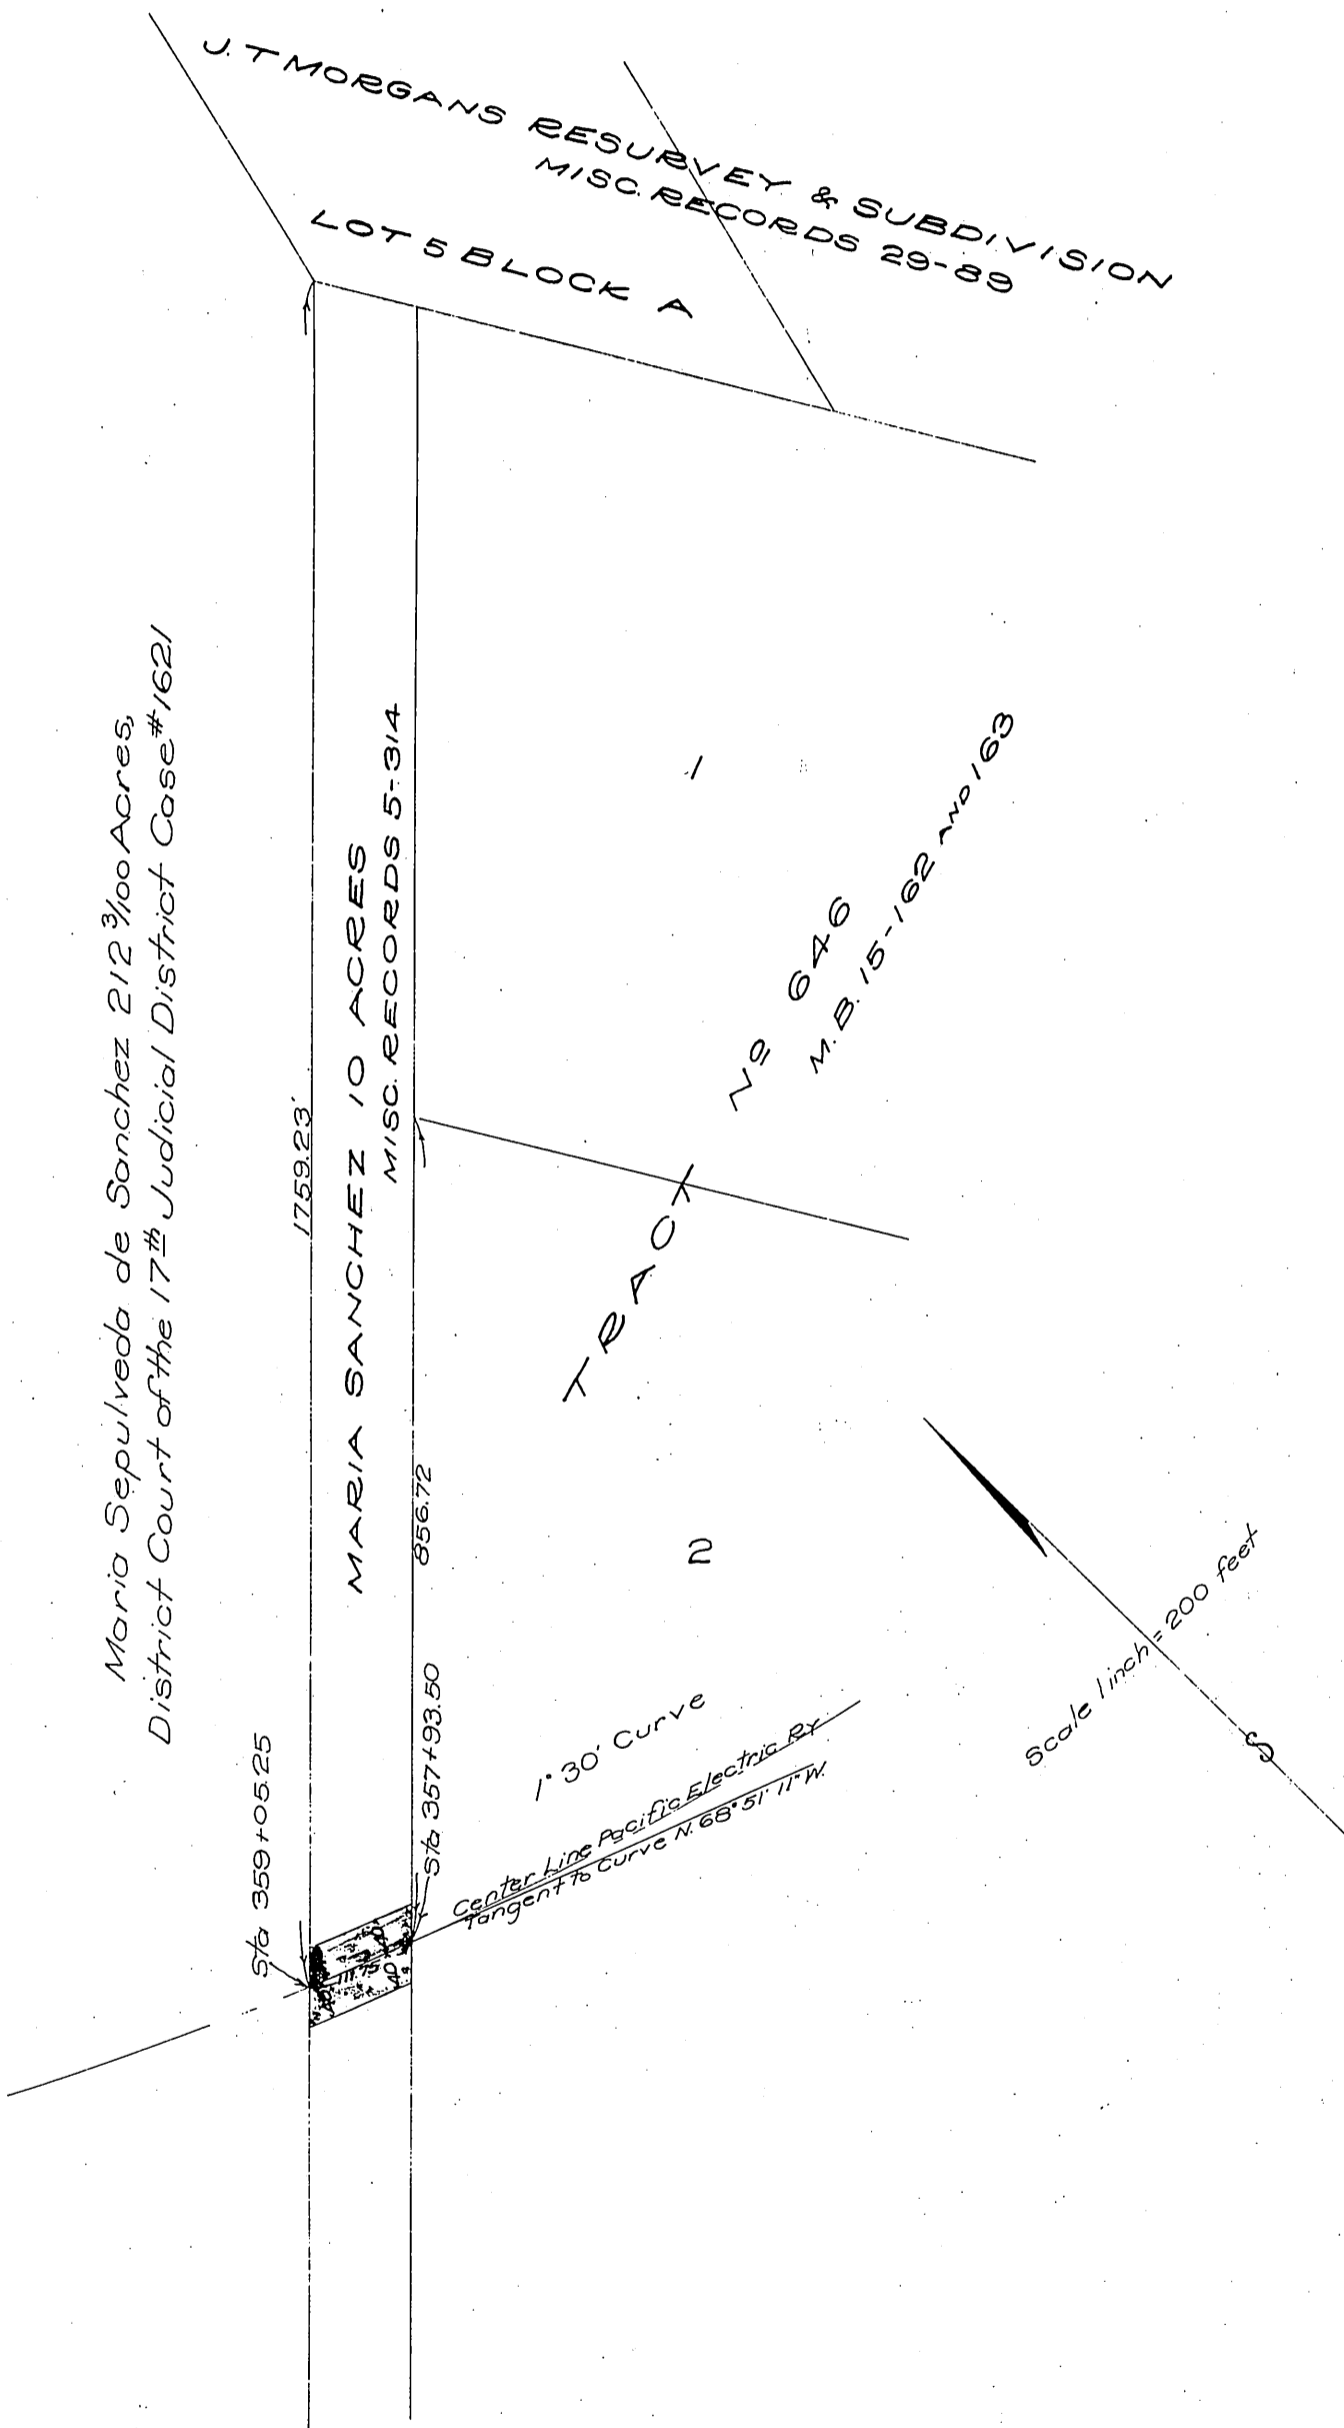 J. T MORGANS RESURVEY & SUBDIVISION
MISC. RECORDS 29-89
LOT 5 BLOCK A
Maria Sepulveda de Sanchez 212 3/100 Acres,
District Court of the 17th Judicial District Case #1621
1759.23'
MARIA SANCHEZ 10 ACRES
MISC. RECORDS 5-314
1
TRACT Nº 646
M.B. 15-162 AND 163
856.72
2
Sta 359+05.25
Sta 357+93.50
1° 30' Curve
Center Line Pacific Electric Ry
Tangent to Curve N. 68° 51' 11" W.
111.75
40
Scale 1 inch = 200 feet
S